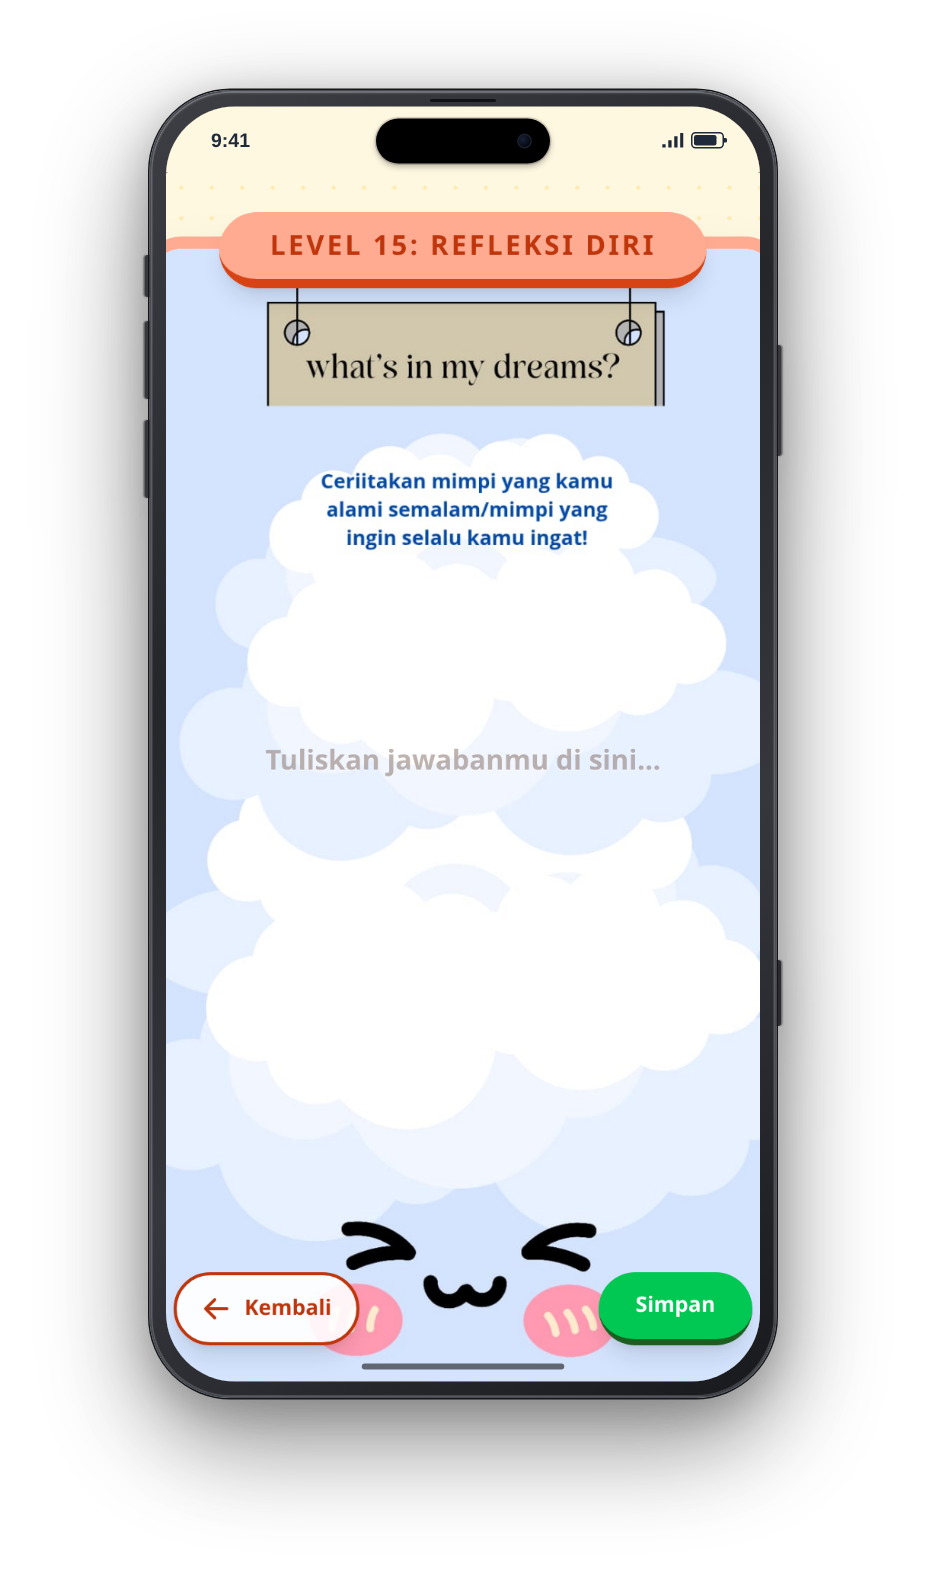 9:41
LEVEL 15: REFLEKSI DIRI
what's in my dreams?
Ceriitakan mimpi yang kamu
alami semalam/mimpi yang
ingin selalu kamu ingat!
Tuliskan jawabanmu di sini...
Kembali
Simpan